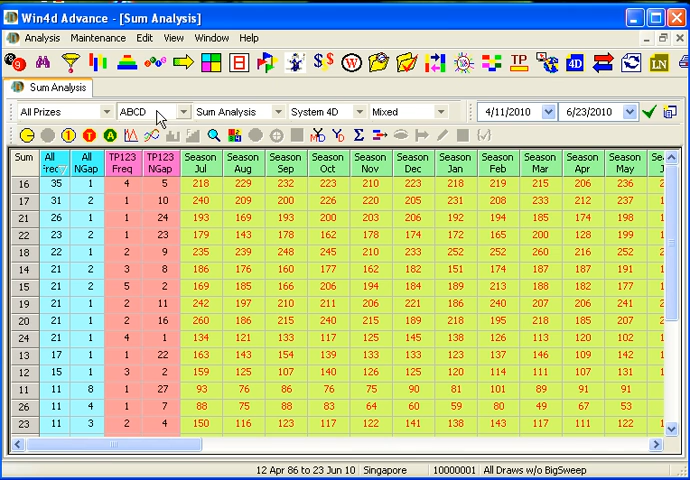 Win4d Advance - [Sum Analysis]
Analysis Maintenance Edit View Window Help
Sum Analysis
All Prizes ABCD Sum Analysis System 4D Mixed 4/11/2010 6/23/2010
Sum All Freq All NGap TP123 Freq TP123 NGap Season Jul Season Aug Season Sep Season Oct Season Nov Season Dec Season Jan Season Feb Season Mar Season Apr Season May
16 35 1 4 5 218 229 232 223 210 223 219 219 215 206 236
17 31 2 1 10 240 209 200 226 220 205 231 208 233 212 237
21 26 1 1 24 193 169 193 200 203 206 192 194 185 174 198
22 23 2 1 23 179 143 178 162 178 174 172 165 200 128 199
18 22 1 2 9 235 239 248 245 210 233 252 252 260 216 252
14 21 2 3 8 186 176 160 177 162 151 174 187 187 191
15 21 2 5 2 169 185 166 206 194 184 189 213 188 182 177
19 21 1 2 11 242 197 210 211 206 221 186 240 207 206 241
20 21 1 2 16 260 186 215 240 215 189 218 195 218 185 207
24 21 1 4 1 134 121 133 117 125 145 138 126 113 120 102
13 17 1 1 22 163 143 154 139 133 133 123 137 146 109 142
12 15 1 3 2 159 125 107 140 126 125 120 114 111 107 131
11 11 8 1 27 93 76 86 76 75 90 81 101 89 91 91
26 11 4 1 7 88 75 88 83 64 60 59 80 49 67 53
23 11 3 2 4 150 116 123 117 122 141 138 143 117 111 122
12 Apr 86 to 23 Jun 10 Singapore 10000001 All Draws w/o BigSweep